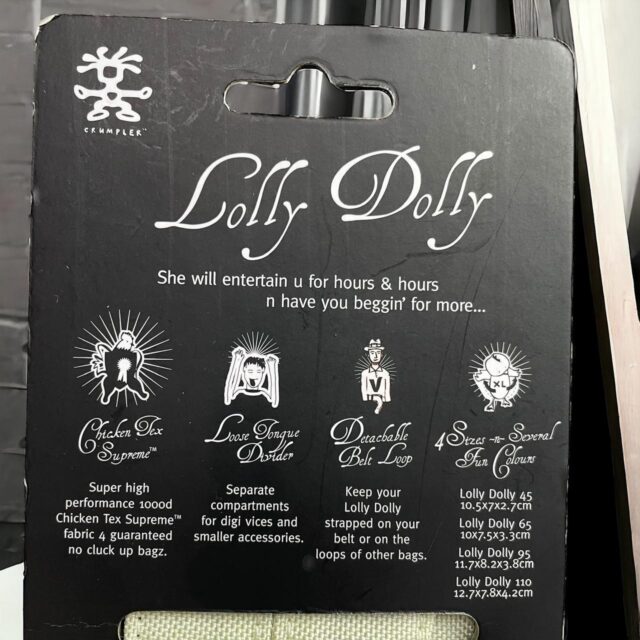 CRUMPLER™
Lolly Dolly
She will entertain u for hours & hours
n have you beggin' for more...
Chicken Tex
Supreme™
Super high
performance 1000d
Chicken Tex Supreme™
fabric 4 guaranteed
no cluck up bagz.
Loose Tongue
Divider
Separate
compartments
for digi vices and
smaller accessories.
V
Detachable
Belt Loop
Keep your
Lolly Dolly
strapped on your
belt or on the
loops of other bags.
XL
4 Sizes -n- Several
Fun Colours
Lolly Dolly 45
10.5x7x2.7cm
Lolly Dolly 65
10x7.5x3.3cm
Lolly Dolly 95
11.7x8.2x3.8cm
Lolly Dolly 110
12.7x7.8x4.2cm